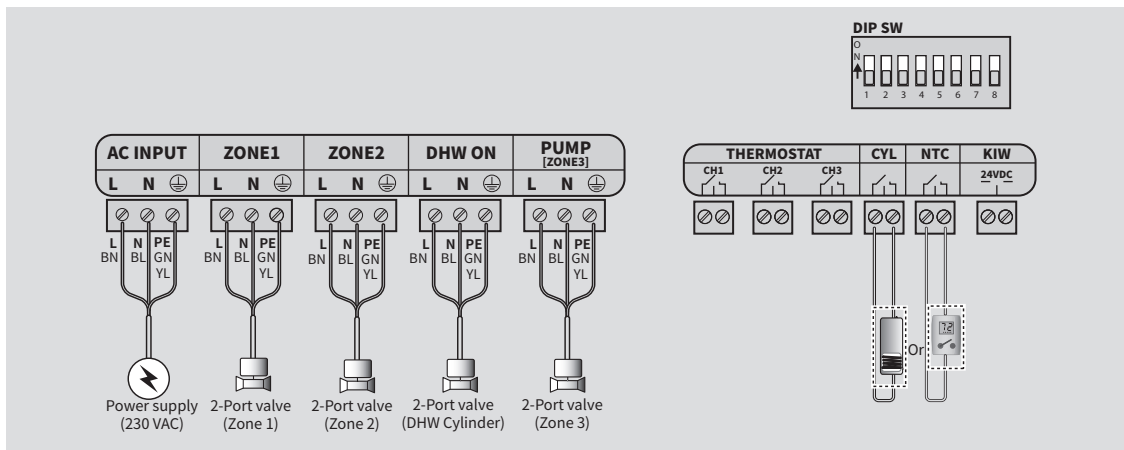 DIP SW
O
N
1 2 3 4 5 6 7 8
AC INPUT ZONE1 ZONE2 DHW ON PUMP
[ZONE3]
L N L N L N L N L N
THERMOSTAT CYL NTC KIW
CH1 CH2 CH3 24VDC
L N PE L N PE L N PE L N PE L N PE
BN BL GN BN BL GN BN BL GN BN BL GN BN BL GN
YL YL YL YL YL
72
Or
Power supply 2-Port valve 2-Port valve 2-Port valve 2-Port valve
(230 VAC) (Zone 1) (Zone 2) (DHW Cylinder) (Zone 3)